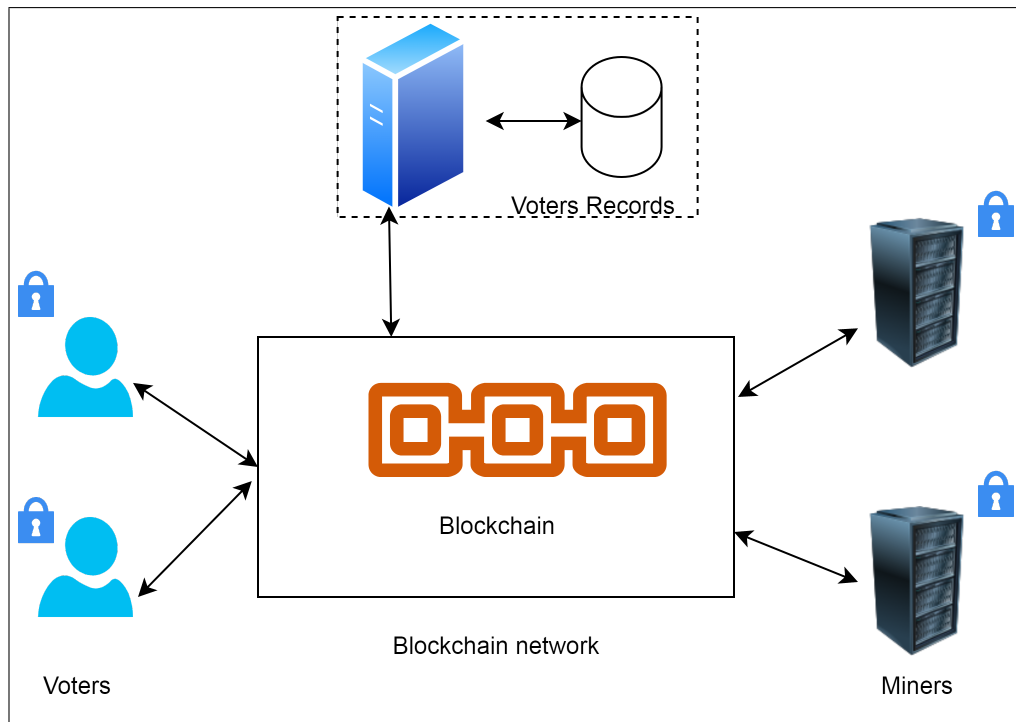 Voters Records
Blockchain
Blockchain network
Voters
Miners